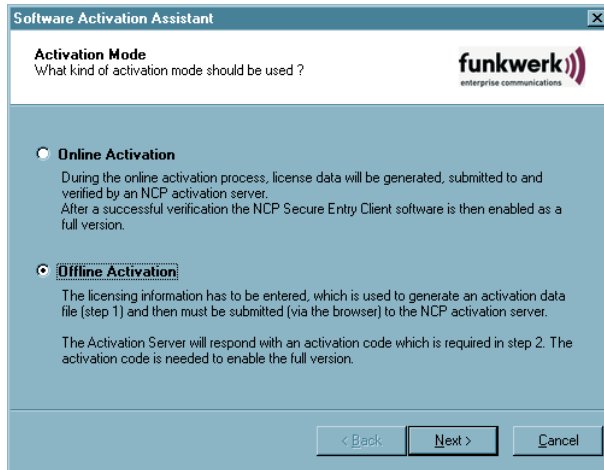 Software Activation Assistant
Activation Mode
What kind of activation mode should be used ?
funkwerk
enterprise communications
Online Activation
During the online activation process, license data will be generated, submitted to and
verified by an NCP activation server.
After a successful verification the NCP Secure Entry Client software is then enabled as a
full version.
Offline Activation
The licensing information has to be entered, which is used to generate an activation data
file (step 1) and then must be submitted (via the browser) to the NCP activation server.
The Activation Server will respond with an activation code which is required in step 2. The
activation code is needed to enable the full version.
< Back
Next >
Cancel